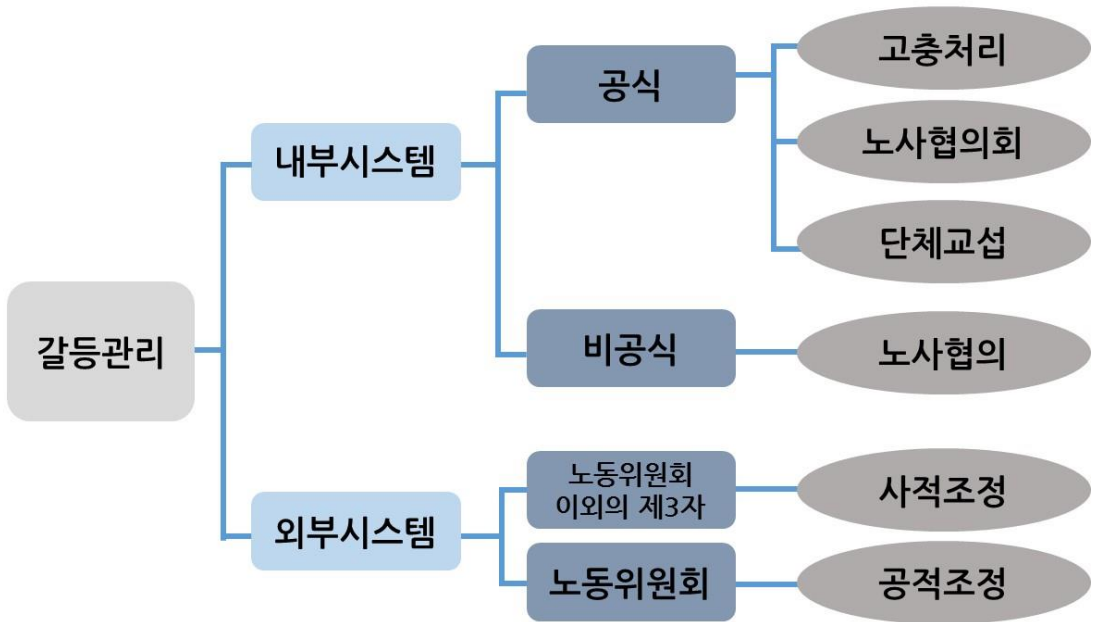 갈등관리
내부시스템
공식
고충처리
노사협의회
단체교섭
비공식
노사협의
외부시스템
노동위원회
이외의 제3자
사적조정
노동위원회
공적조정